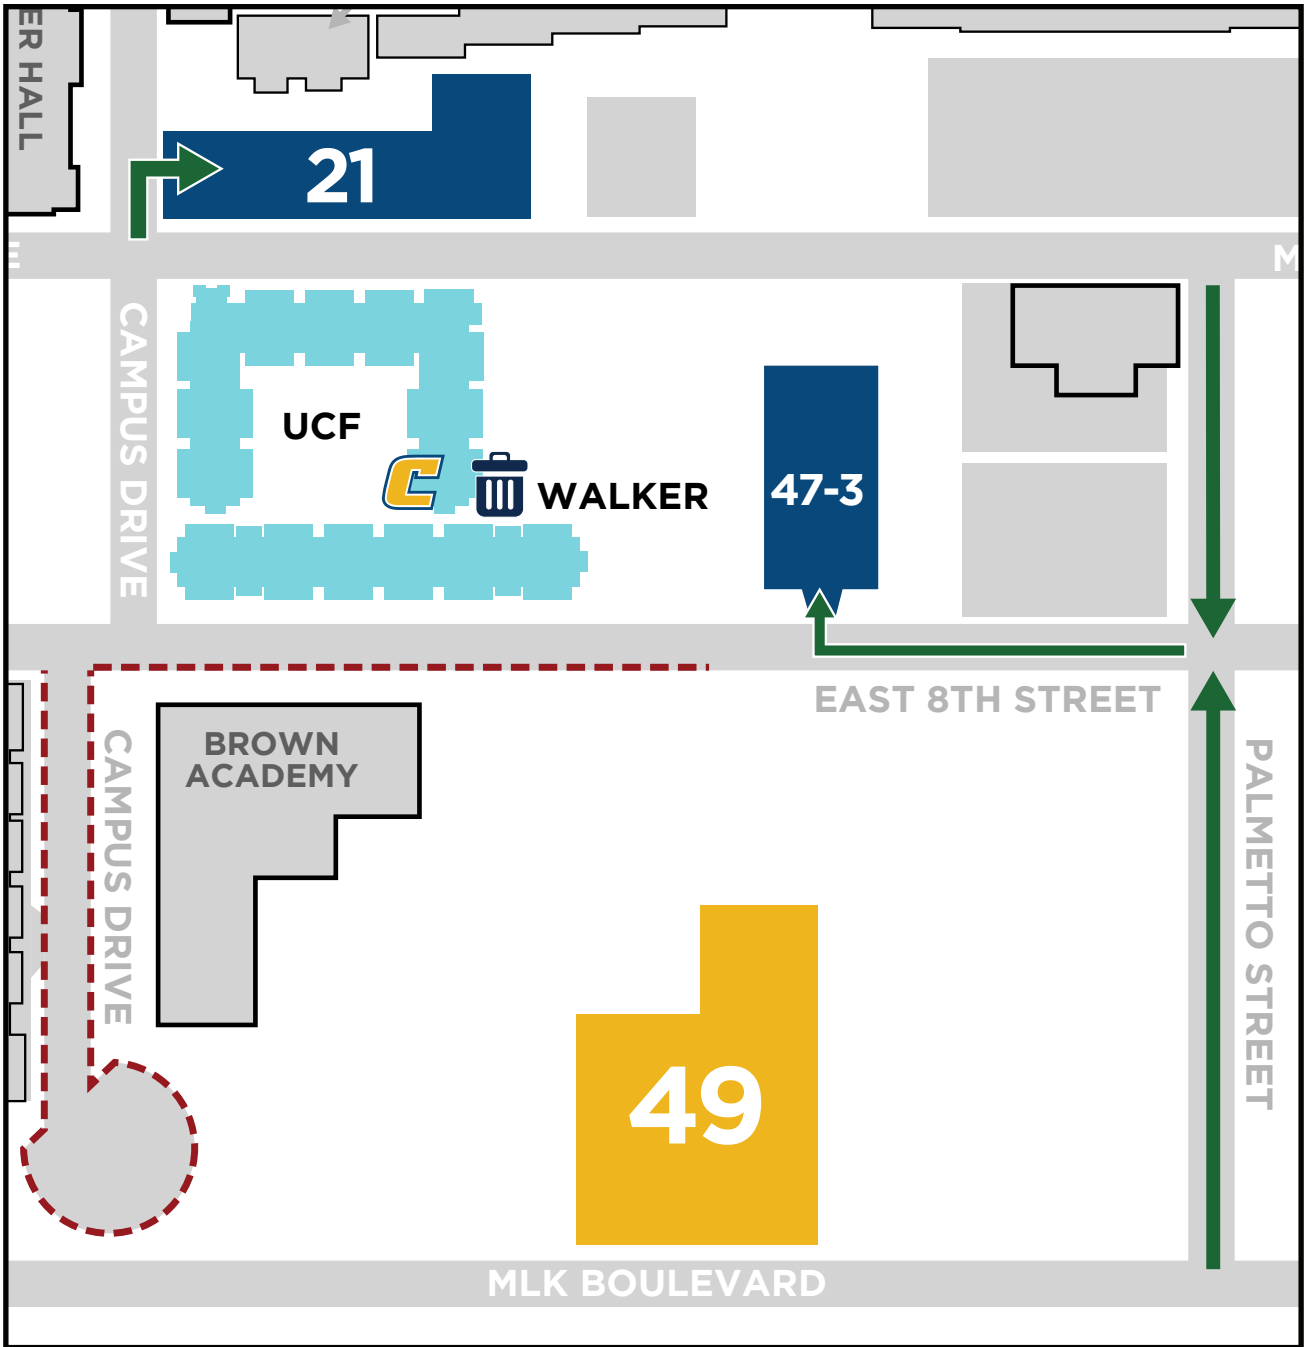 ER HALL
21
E
M
CAMPUS DRIVE
UCF
C
WALKER
47-3
EAST 8TH STREET
BROWN
ACADEMY
CAMPUS DRIVE
PALMETTO STREET
49
MLK BOULEVARD